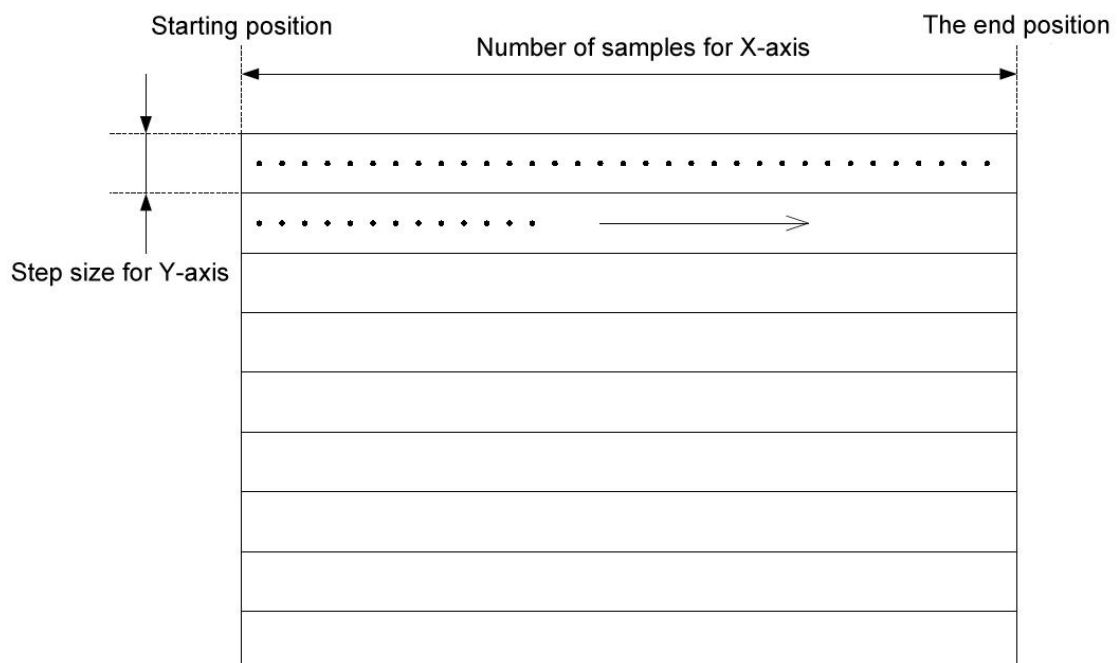 Starting position
The end position
Number of samples for X-axis
Step size for Y-axis